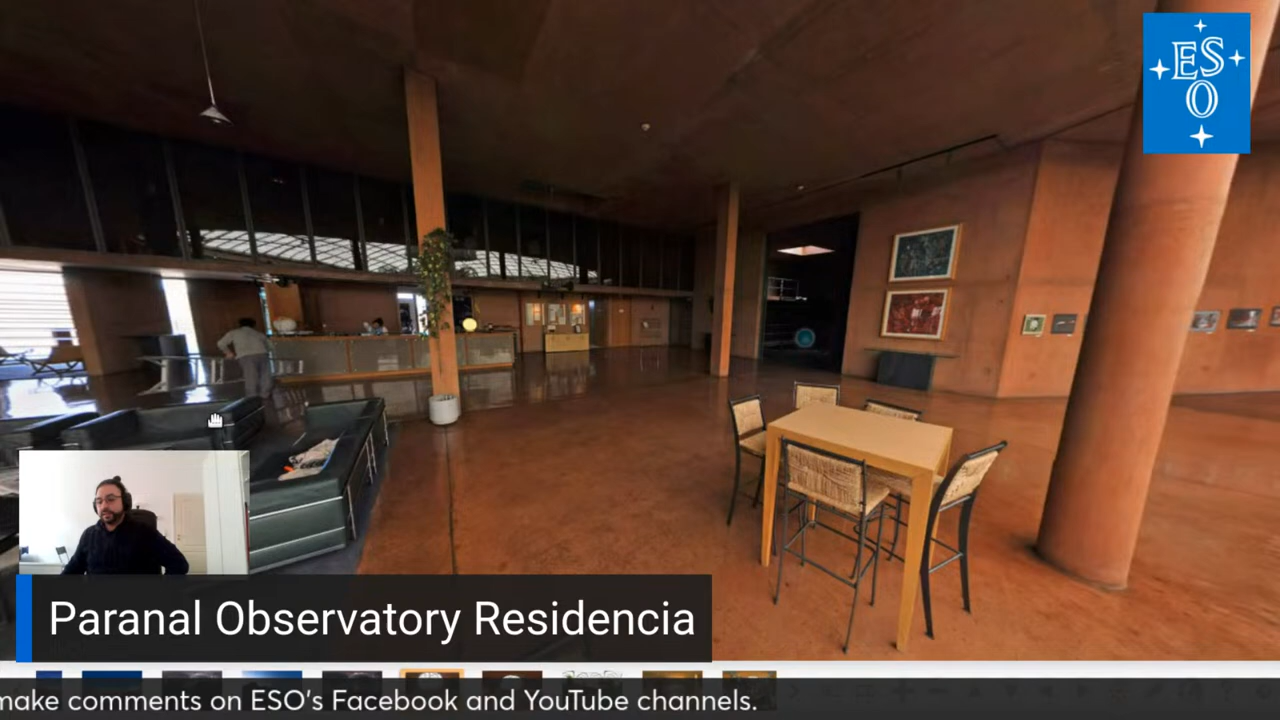 ESO
Paranal Observatory Residencia
make comments on ESO's Facebook and YouTube channels.